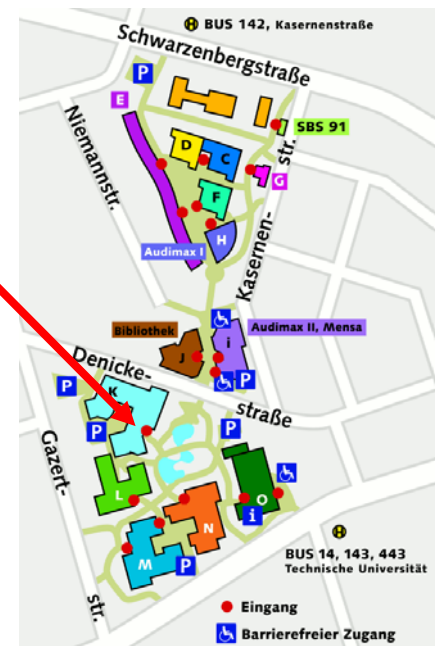 H BUS 142, Kasernenstraße
Schwarzenbergstraße
P
E
SBS 91
D
C
Niemannstr.
G
F
Kasernen-
str.
H
Audimax I
Bibliothek
i
Audimax II, Mensa
J
Denicke-
straße
P
P
K
P
P
Gazert-
str.
L
O
N
i
M
P
H
BUS 14, 143, 443
Technische Universität
Eingang
Barrierefreier Zugang